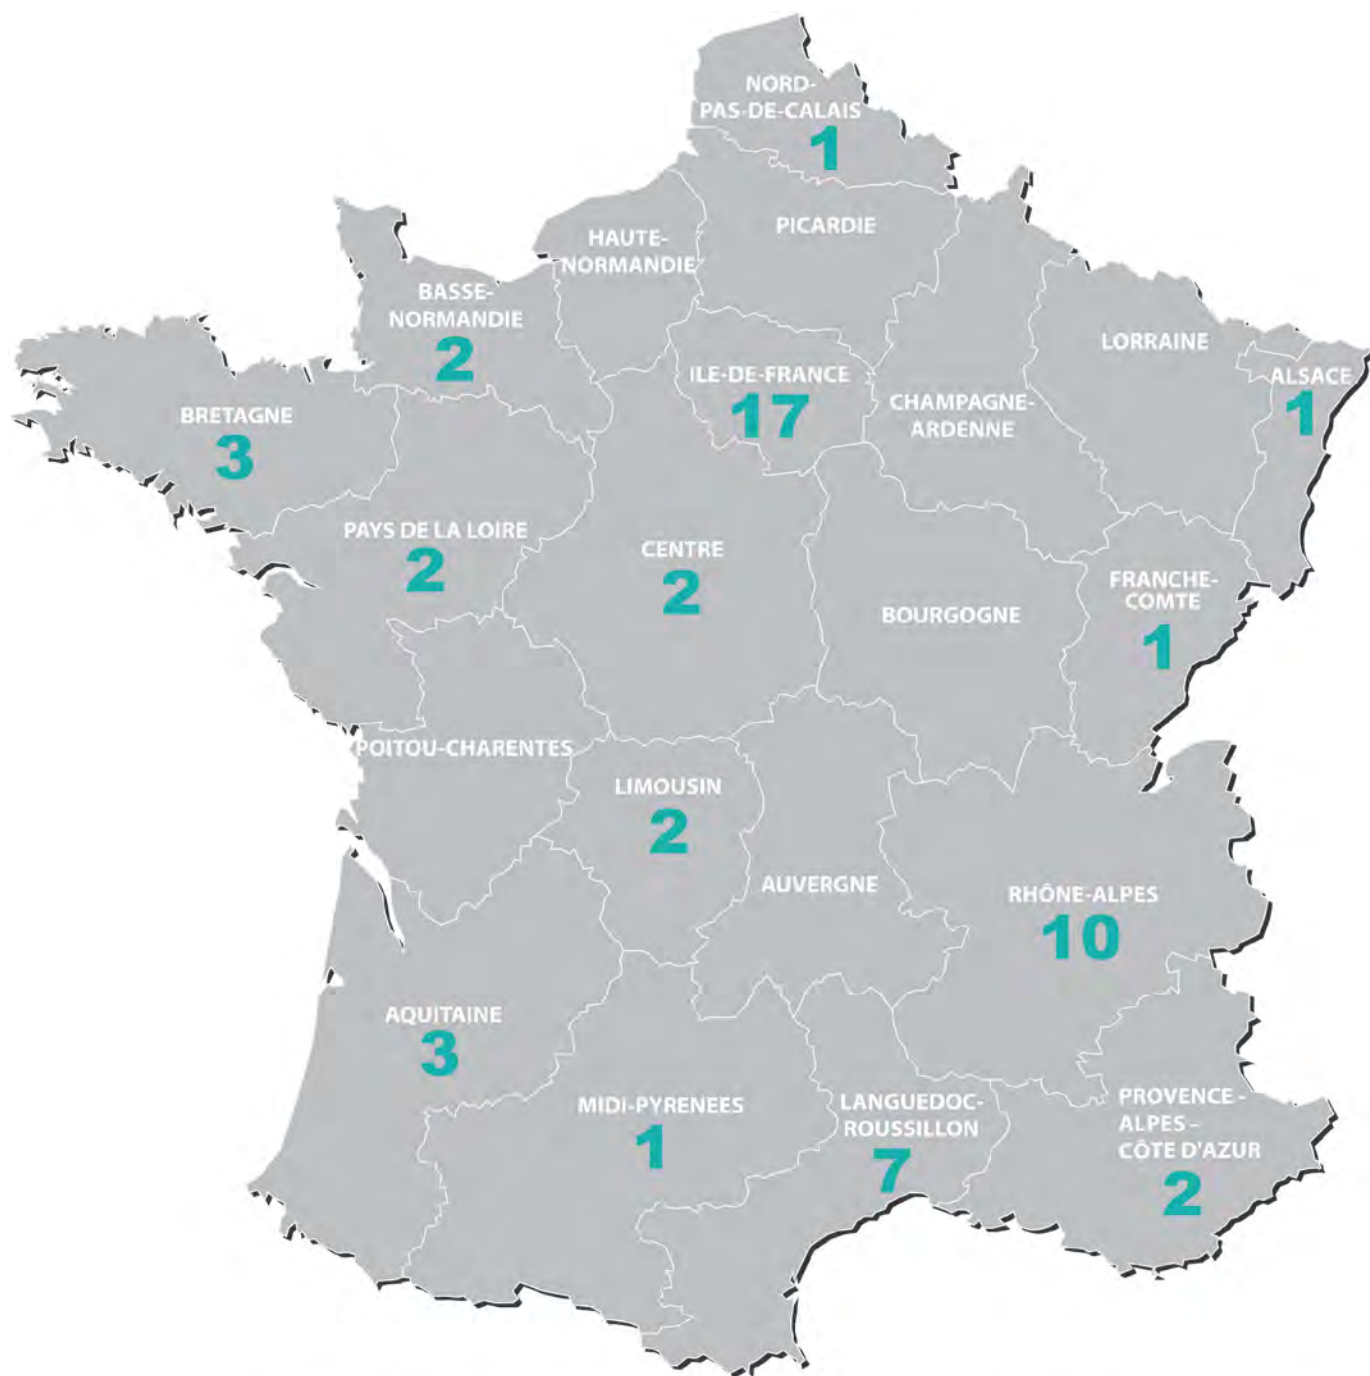 NORD-
PAS-DE-CALAIS
1
PICARDIE
HAUTE-
NORMANDIE
BASSE-
NORMANDIE
2
ILE-DE-FRANCE
17
LORRAINE
ALSACE
1
CHAMPAGNE-
ARDENNE
BRETAGNE
3
PAYS DE LA LOIRE
2
CENTRE
2
BOURGOGNE
FRANCHE-
COMTE
1
POITOU-CHARENTES
LIMOUSIN
2
AUVERGNE
RHÔNE-ALPES
10
AQUITAINE
3
MIDI-PYRENEES
1
LANGUEDOC-
ROUSSILLON
7
PROVENCE -
ALPES –
CÔTE D'AZUR
2